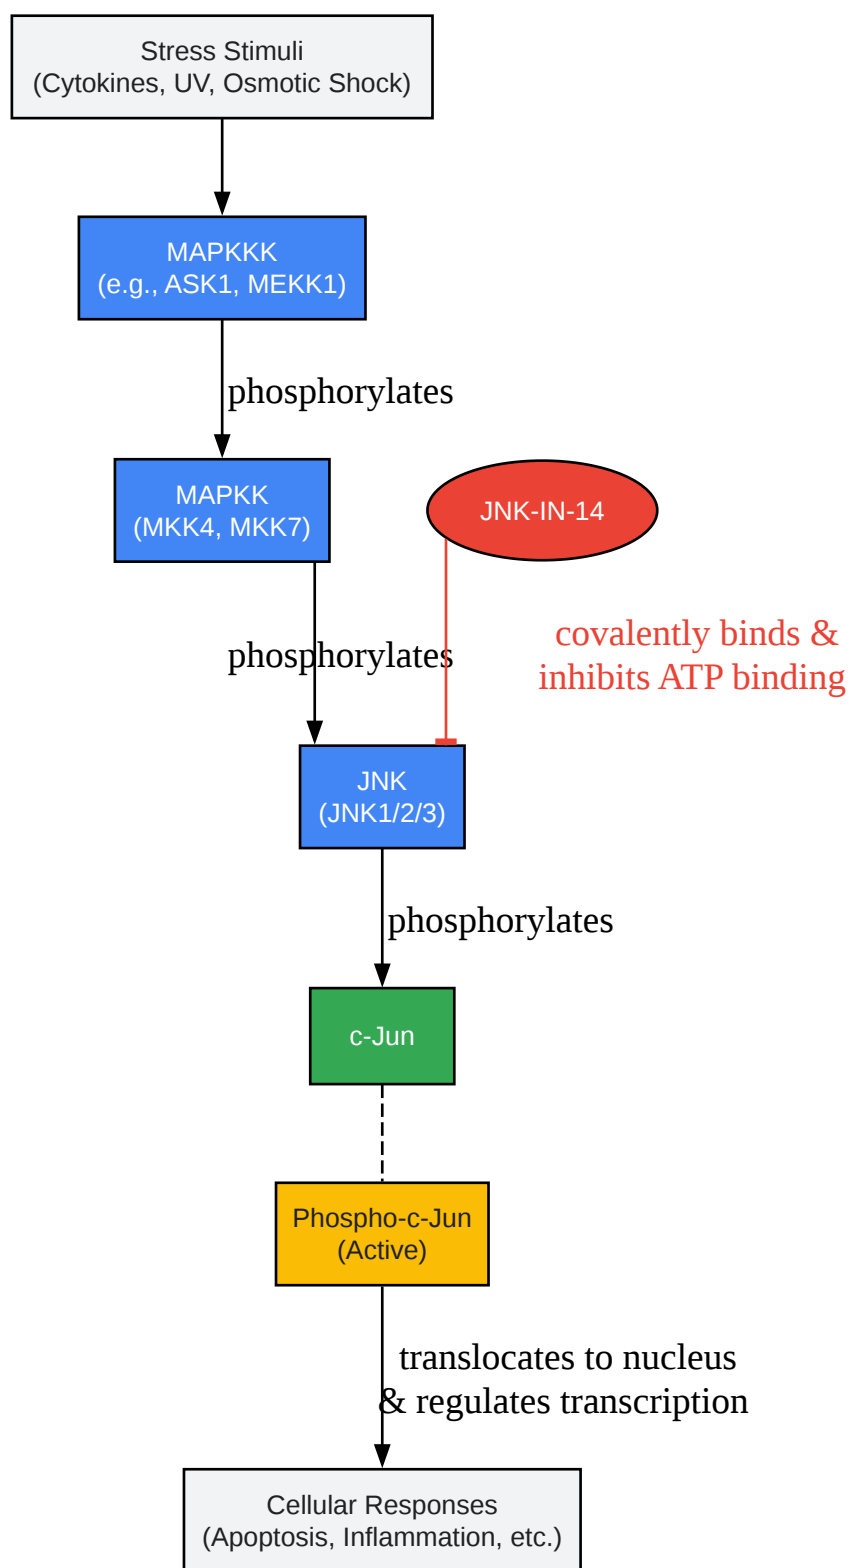 Stress Stimuli
(Cytokines, UV, Osmotic Shock)
MAPKKK
(e.g., ASK1, MEKK1)
phosphorylates
MAPKK
(MKK4, MKK7)
JNK-IN-14
phosphorylates
covalently binds &
inhibits ATP binding
JNK
(JNK1/2/3)
phosphorylates
c-Jun
Phospho-c-Jun
(Active)
translocates to nucleus
& regulates transcription
Cellular Responses
(Apoptosis, Inflammation, etc.)